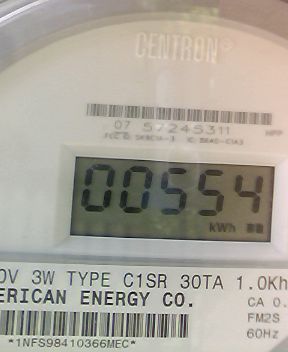 CENTRON®
07 57245311
00554
kWh
0V 3W TYPE C1SR 30TA 1.0Kh
ERICAN ENERGY CO.
CA 0.
FM2S
60Hz
*1NFS98410366MEC*